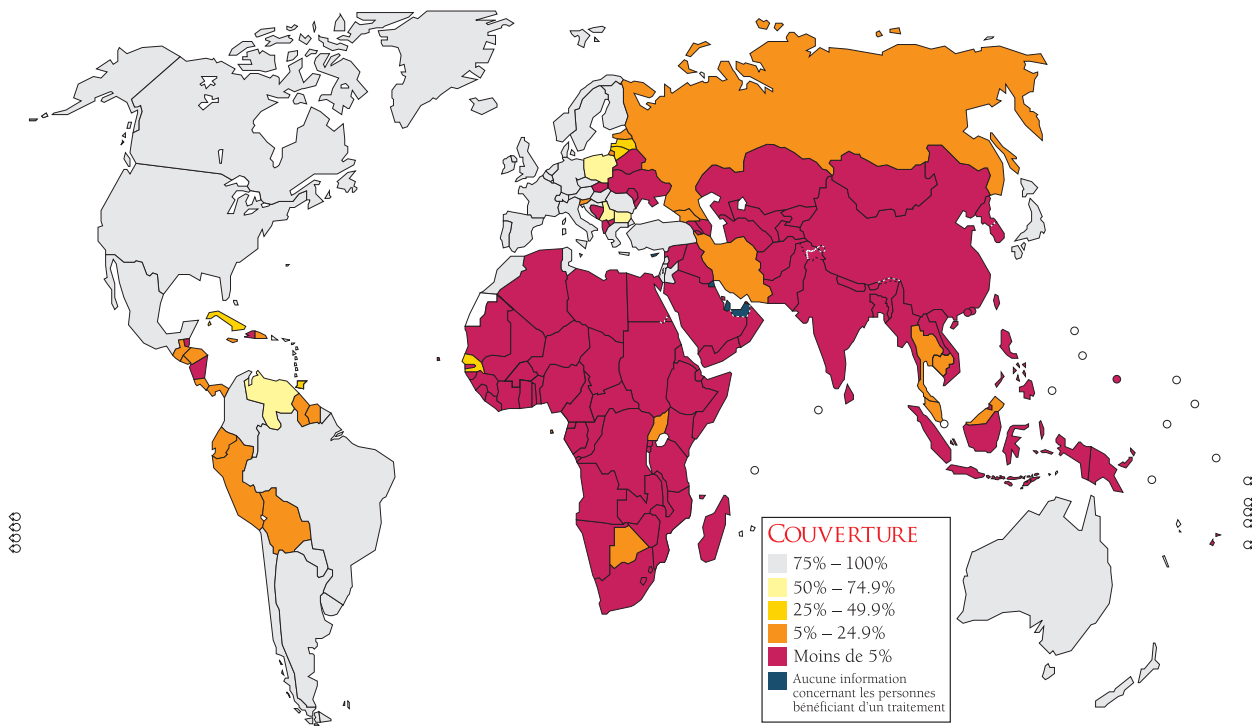 COUVERTURE
75% – 100%
50% – 74.9%
25% – 49.9%
5% – 24.9%
Moins de 5%
Aucune information
concernant les personnes
bénéficiant d'un traitement